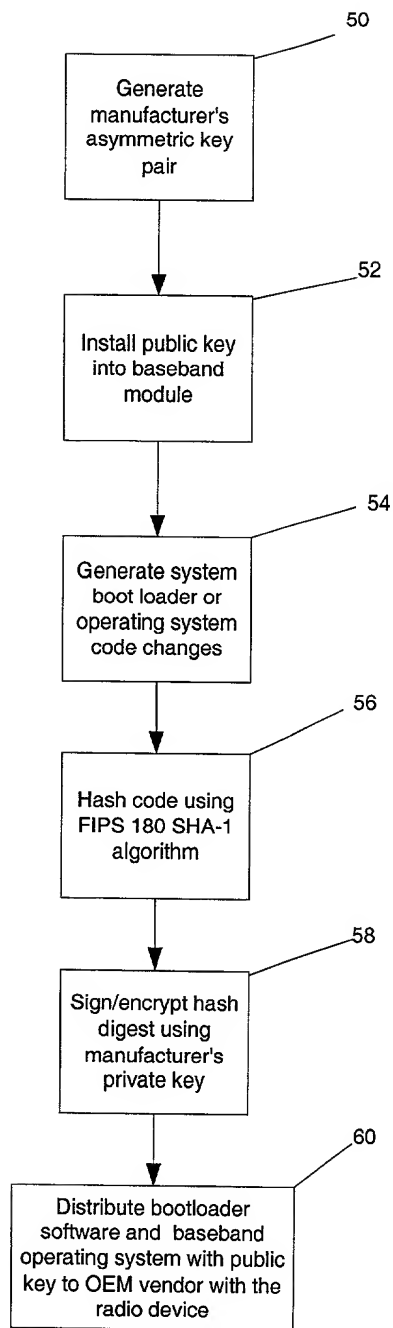 50
Generate
manufacturer's
asymmetric key
pair
52
Install public key
into baseband
module
54
Generate system
boot loader or
operating system
code changes
56
Hash code using
FIPS 180 SHA-1
algorithm
58
Sign/encrypt hash
digest using
manufacturer's
private key
60
Distribute bootloader
software and baseband
operating system with public
key to OEM vendor with the
radio device